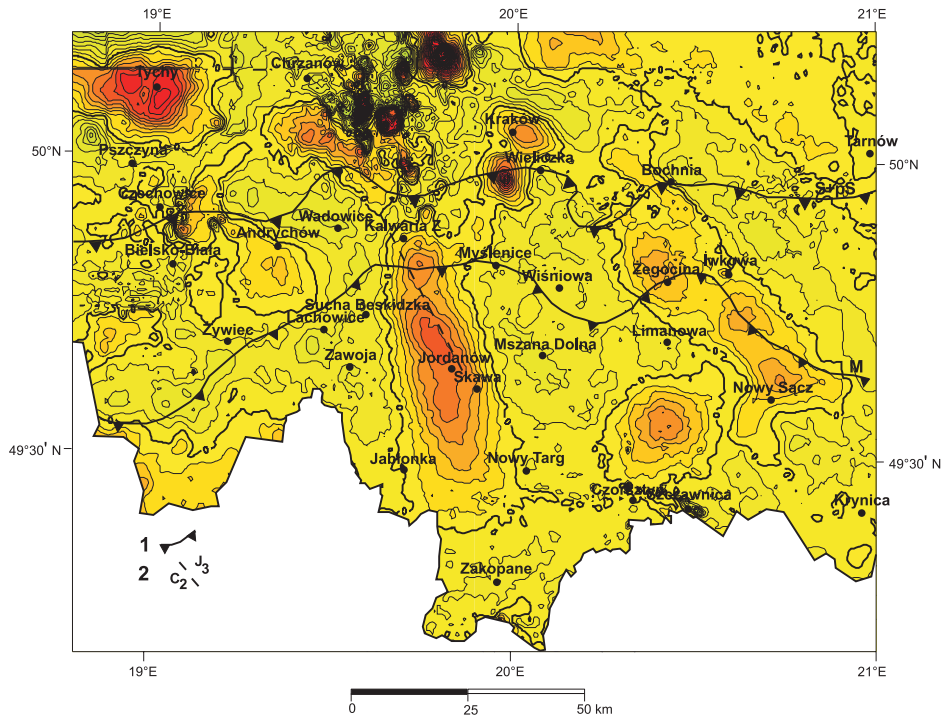 19°E
20°E
21°E
Tychy
Chrzanów
Kraków
50°N
Pszczyna
Wieliczka
Bochnia
Tarnów
50°N
Czechowice
S+pS
Wadowice
Andrychów
Kalwaria Z.
Bielsko-Biała
Myślenice
Wiśniowa
Żegocina
Iwkowa
Sucha Beskidzka
Lachowice
Żywiec
Limanowa
Mszana Dolna
Zawoja
Jordanów
Skawa
M
Nowy Sącz
49°30' N
Jabłonka
Nowy Targ
49°30' N
Szczawnica
Krynica
1
2
C2
J3
Zakopane
19°E
20°E
21°E
0
25
50 km